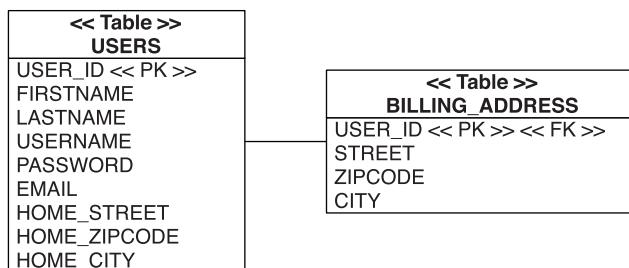 << Table >>
USERS
USER_ID << PK >>
FIRSTNAME
LASTNAME
USERNAME
PASSWORD
EMAIL
HOME_STREET
HOME_ZIPCODE
HOME_CITY
<< Table >>
BILLING_ADDRESS
USER_ID << PK >> << FK >>
STREET
ZIPCODE
CITY